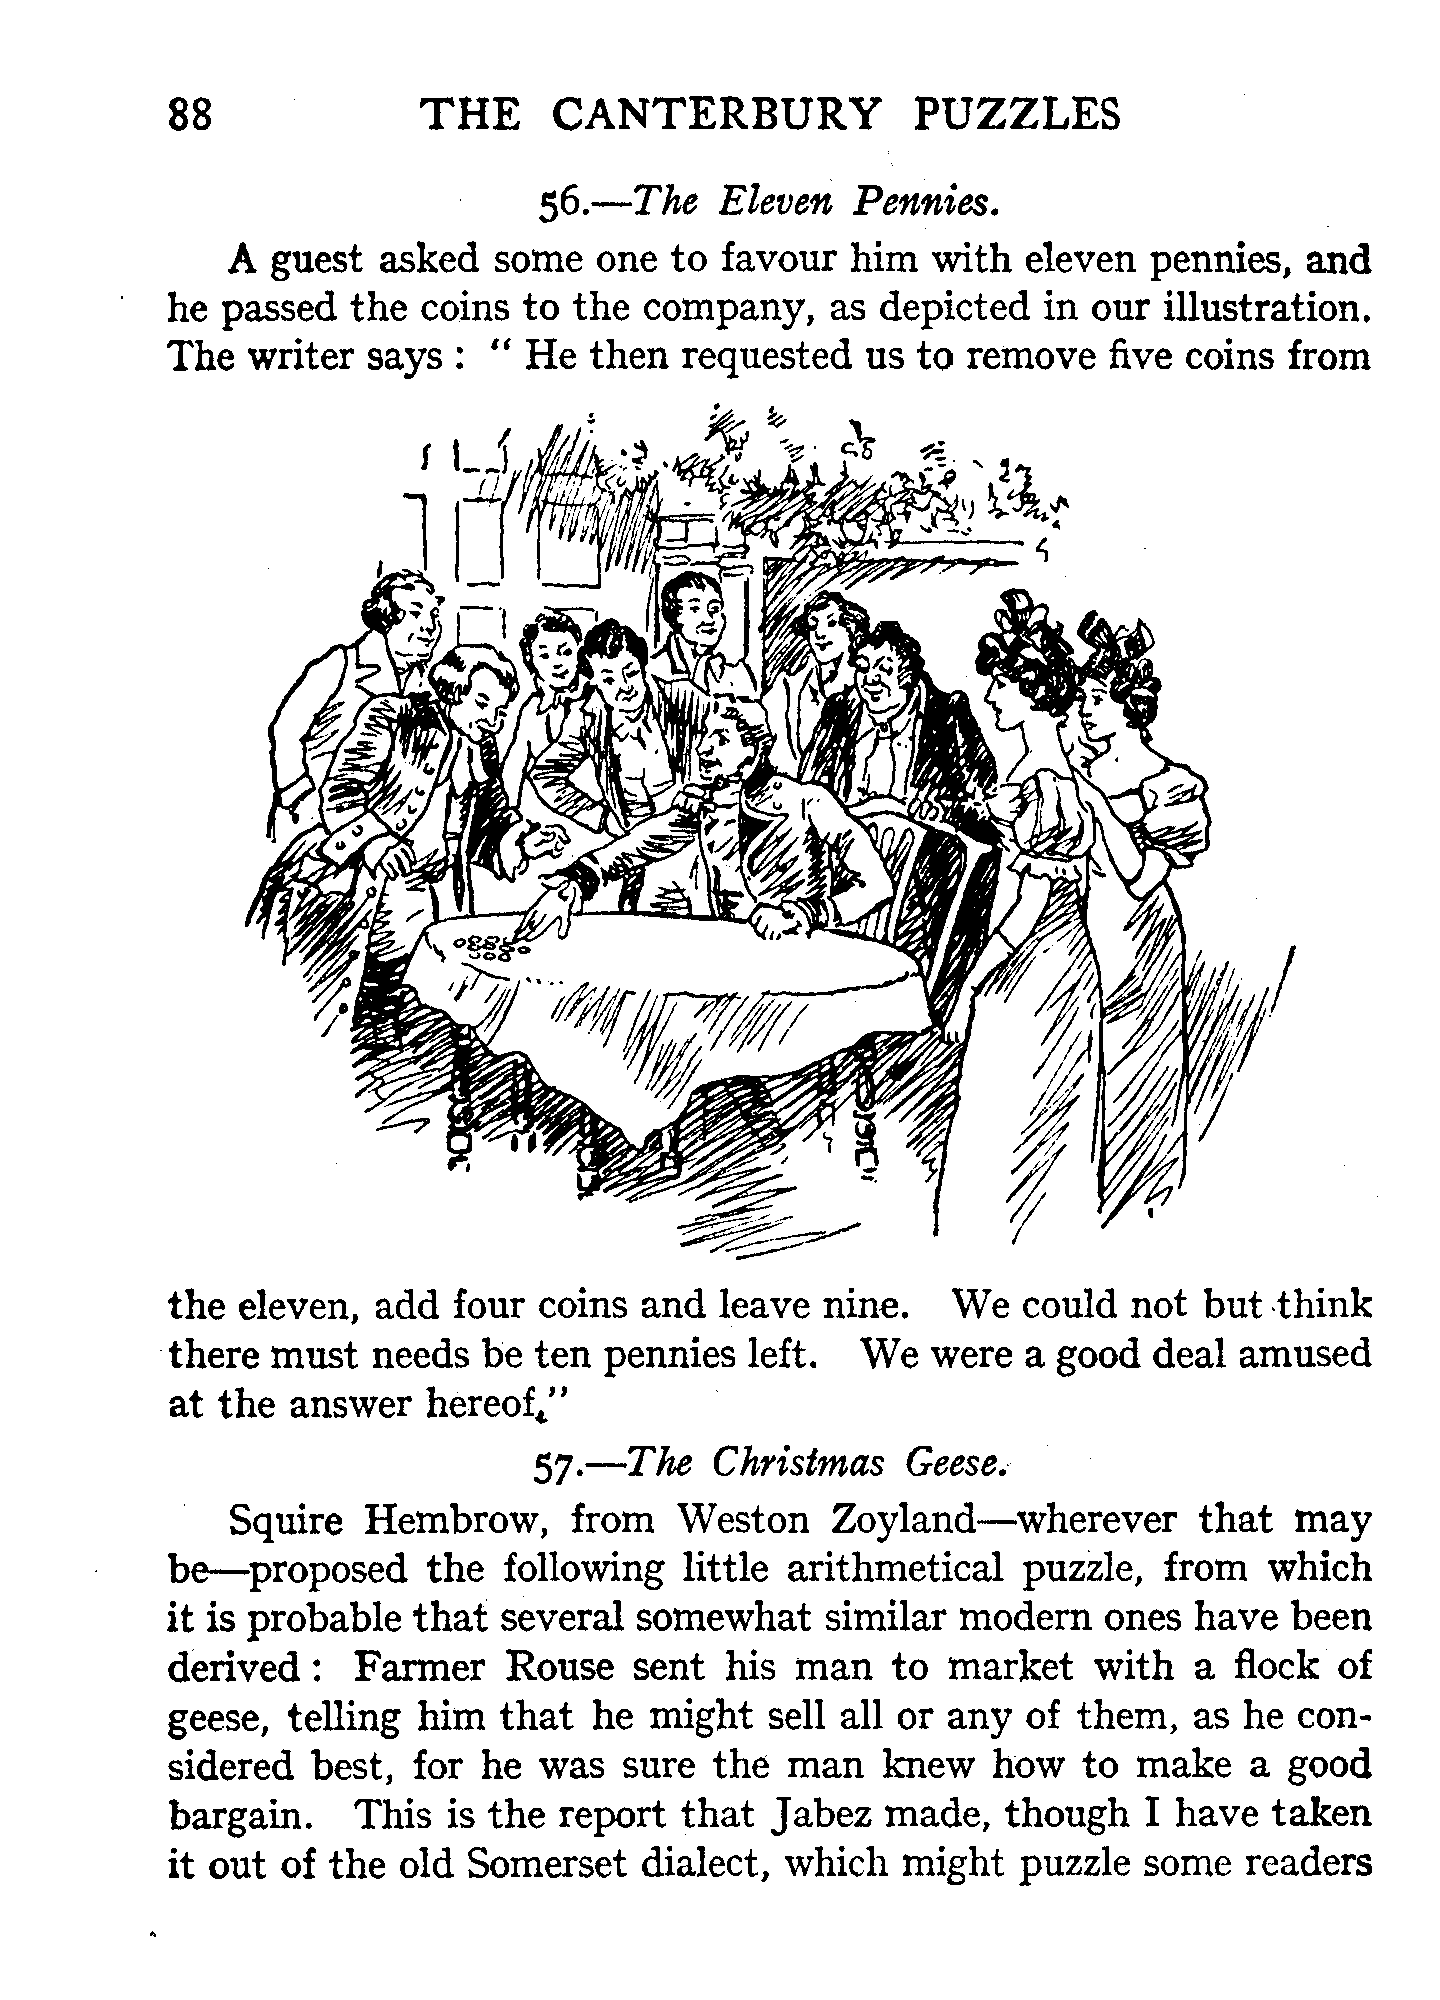 88 THE CANTERBURY PUZZLES
56.—The Eleven Pennies.
A guest asked some one to favour him with eleven pennies, and
he passed the coins to the company, as depicted in our illustration.
The writer says : “ He then requested us to remove five coins from
the eleven, add four coins and leave nine. We could not but think
there must needs be ten pennies left. We were a good deal amused
at the answer hereof.”
57.—The Christmas Geese.
Squire Hembrow, from Weston Zoyland—wherever that may
be—proposed the following little arithmetical puzzle, from which
it is probable that several somewhat similar modern ones have been
derived : Farmer Rouse sent his man to market with a flock of
geese, telling him that he might sell all or any of them, as he con-
sidered best, for he was sure the man knew how to make a good
bargain. This is the report that Jabez made, though I have taken
it out of the old Somerset dialect, which might puzzle some readers